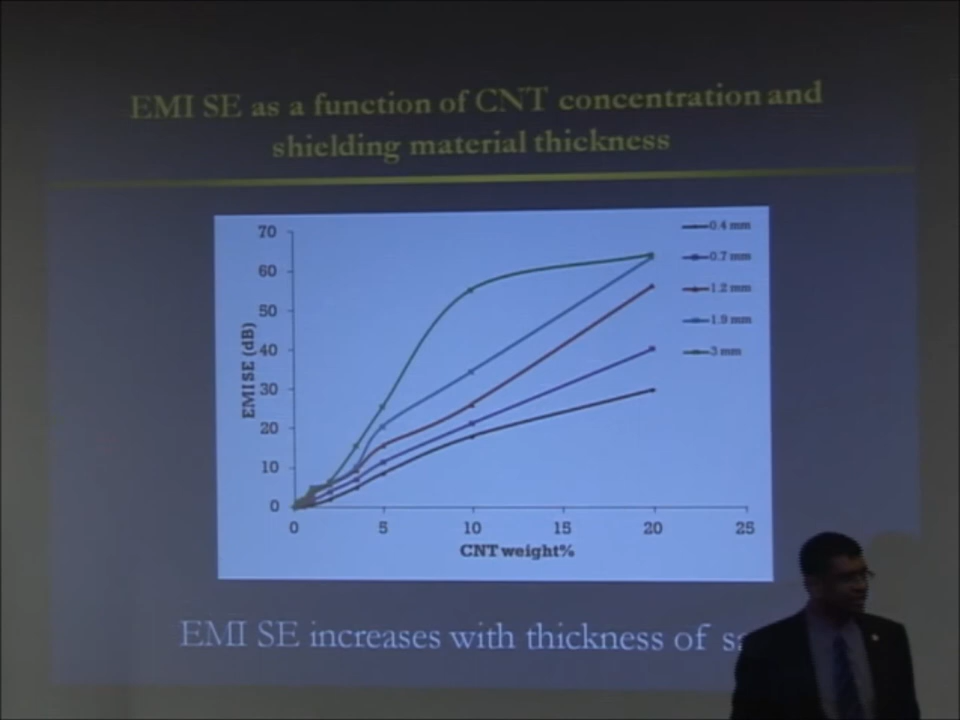 EMI SE as a function of CNT concentration and
shielding material thickness
70
60
50
40
30
20
10
0
EMI SE (dB)
0 5 10 15 20 25
CNT weight%
0.4 mm
0.7 mm
1.2 mm
1.9 mm
3 mm
EMI SE increases with thickness of